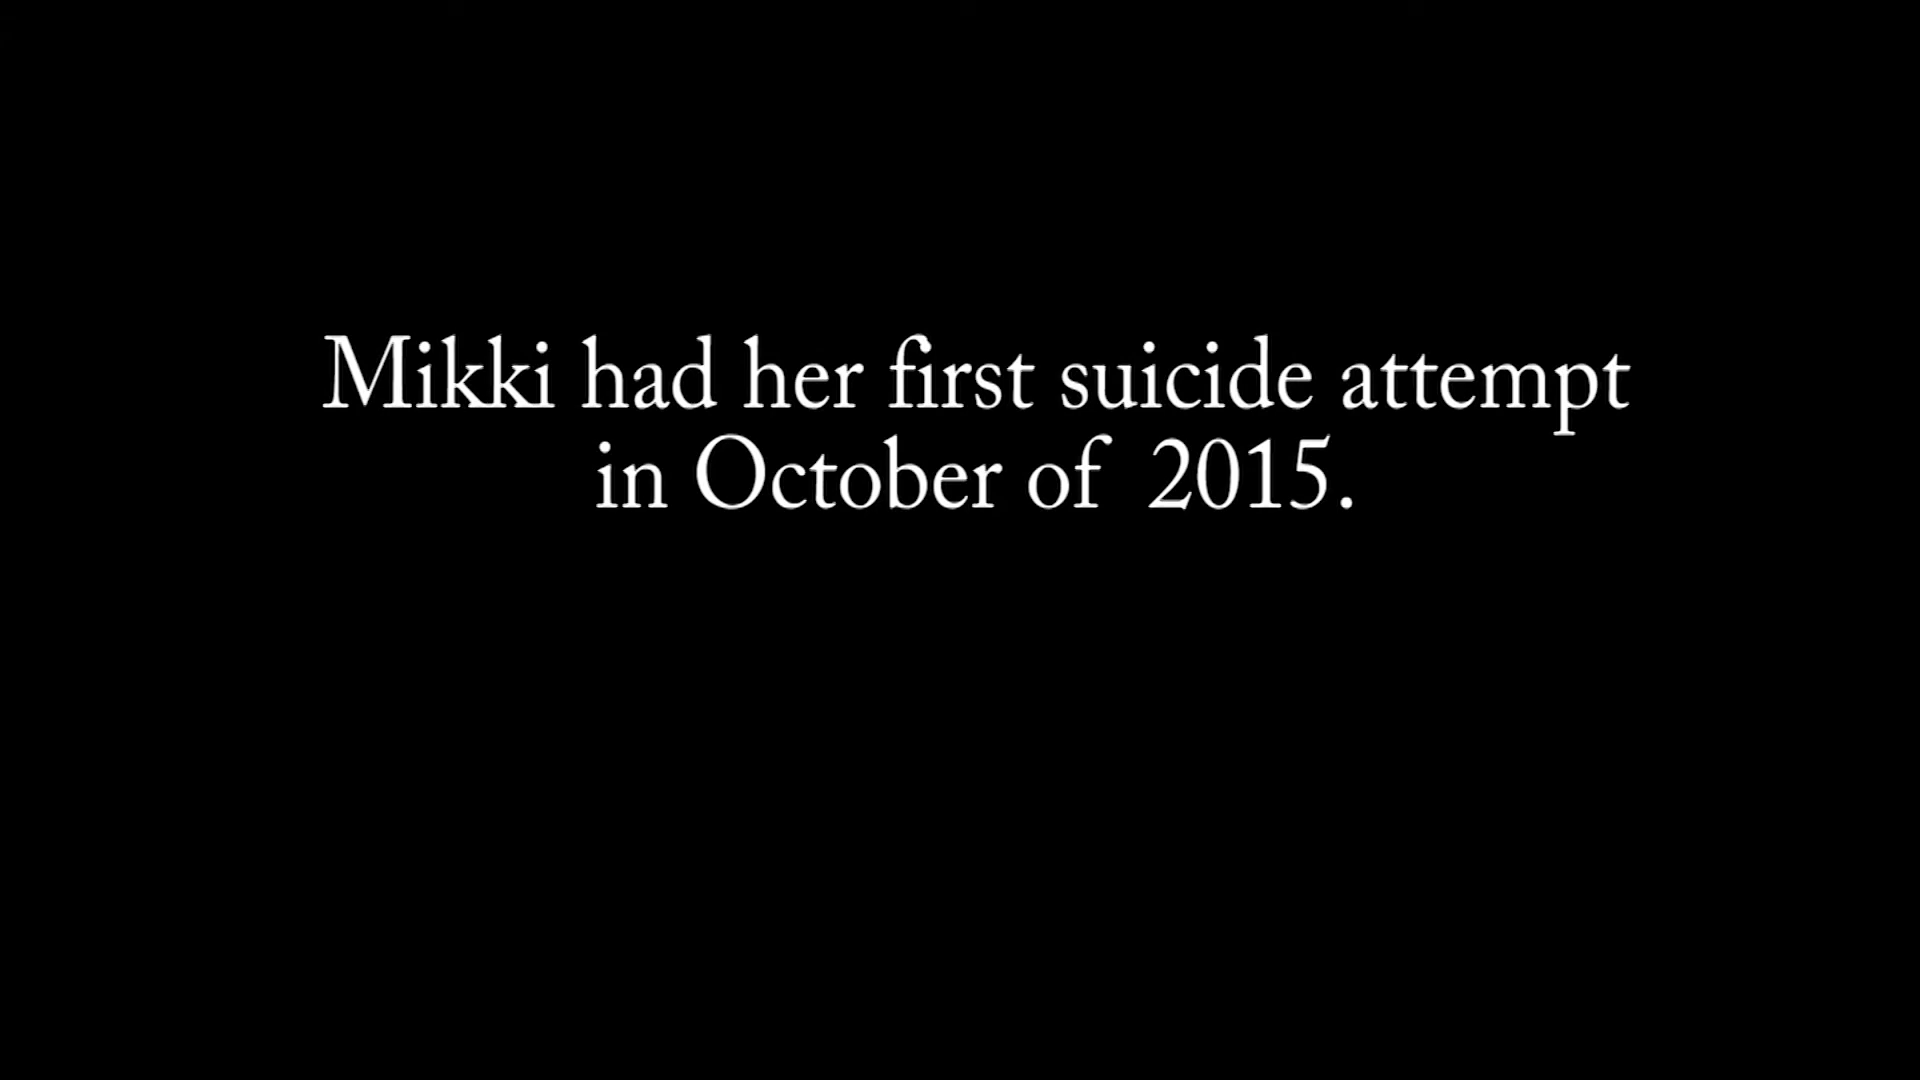 Mikki had her first suicide attempt
in October of  2015.